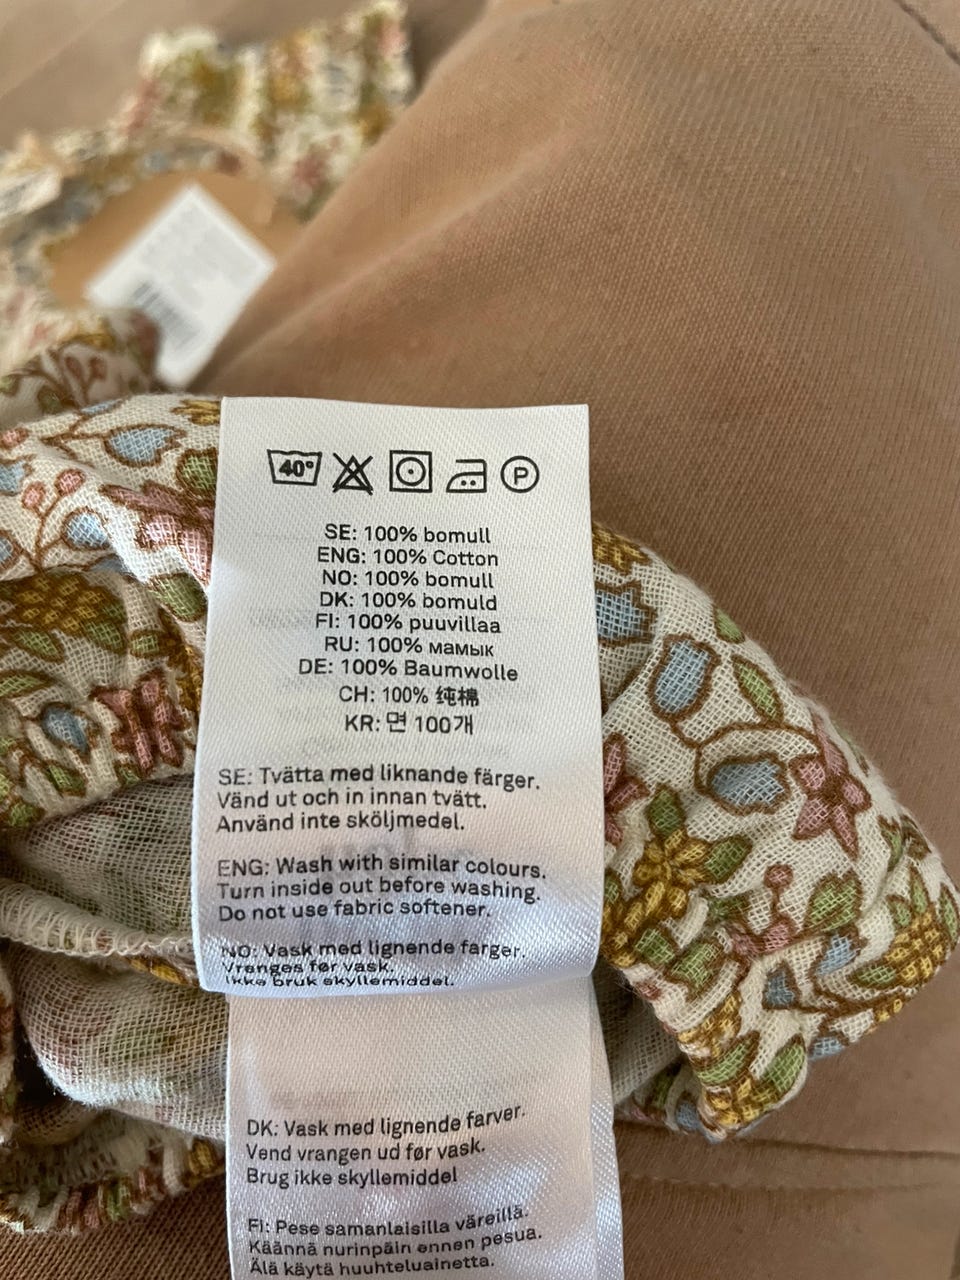 40°
P
SE: 100% bomull
ENG: 100% Cotton
NO: 100% bomull
DK: 100% bomuld
FI: 100% puuvillaa
RU: 100% мамык
DE: 100% Baumwolle
CH: 100% 纯棉
KR: 면 100개
SE: Tvätta med liknande färger.
Vänd ut och in innan tvätt.
Använd inte sköljmedel.
ENG: Wash with similar colours.
Turn inside out before washing.
Do not use fabric softener.
NO: Vask med lignende farger.
Vrenges før vask.
Ikke bruk skyllemiddel.
DK: Vask med lignende farver.
Vend vrangen ud før vask.
Brug ikke skyllemiddel
FI: Pese samanlaisilla väreillä.
Käännä nurinpäin ennen pesua.
Älä käytä huuhteluainetta.